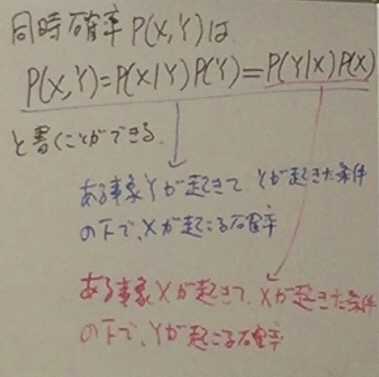 同時確率P(X,Y)は
P(X,Y)=P(X|Y)P(Y)=P(Y|X)P(X)
と書くことができる.
ある事象Yが起きて Yが起きた条件
の下で、Xが起こる確率
ある事象Xが起きて、Xが起きた条件
の下で、Yが起こる確率